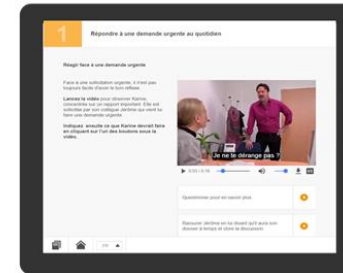 1
Répondre à une demande urgente au quotidien
Réagir face à une demande urgente
Face à une sollicitation urgente, il n'est pas
toujours facile d'avoir le bon réflexe.
Lancez la vidéo pour observer Karine,
concentrée sur un rapport important. Elle est
sollicitée par son collègue Jérôme qui vient lui
faire une demande urgente.
Indiquez ensuite ce que Karine devrait faire
en cliquant sur l'un des boutons sous la
vidéo.
Je ne te dérange pas ?
Questionner pour en savoir plus.
Rassurer Jérôme en lui disant qu'il aura son
dossier à temps et clore la discussion